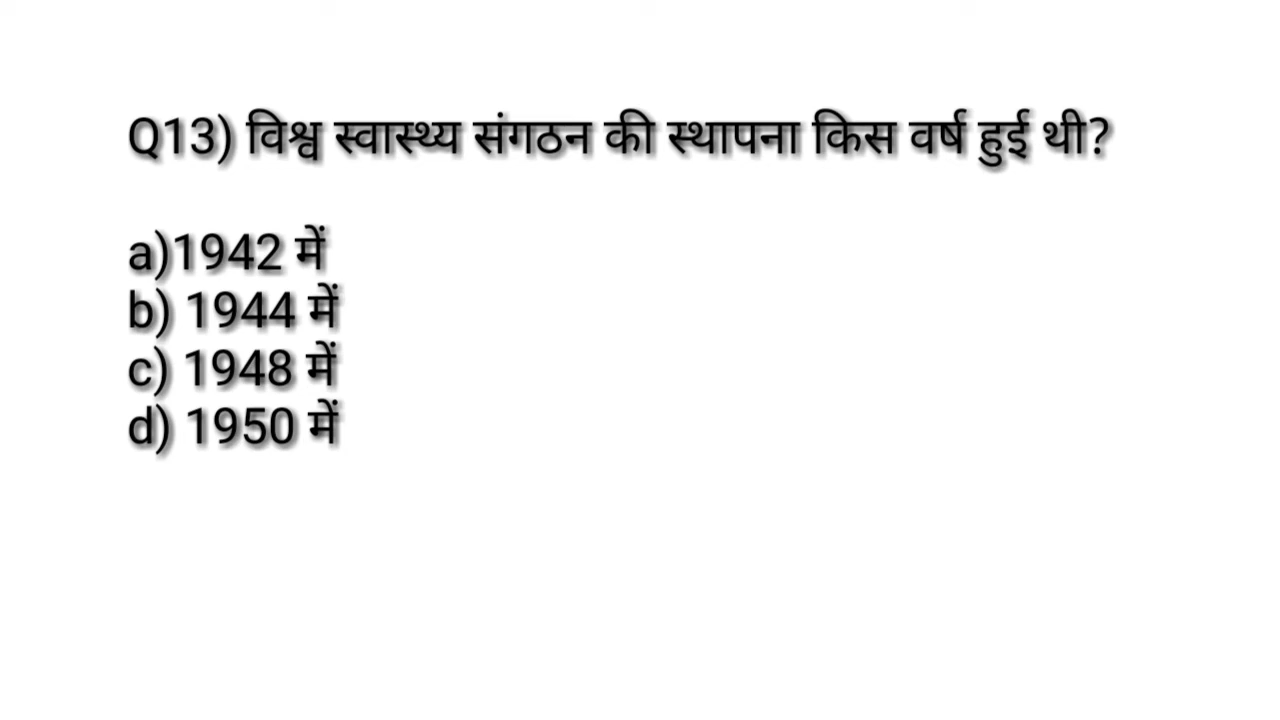 Q13) विश्व स्वास्थ्य संगठन की स्थापना किस वर्ष हुई थी?
a)1942 में
b) 1944 में
c) 1948 में
d) 1950 में